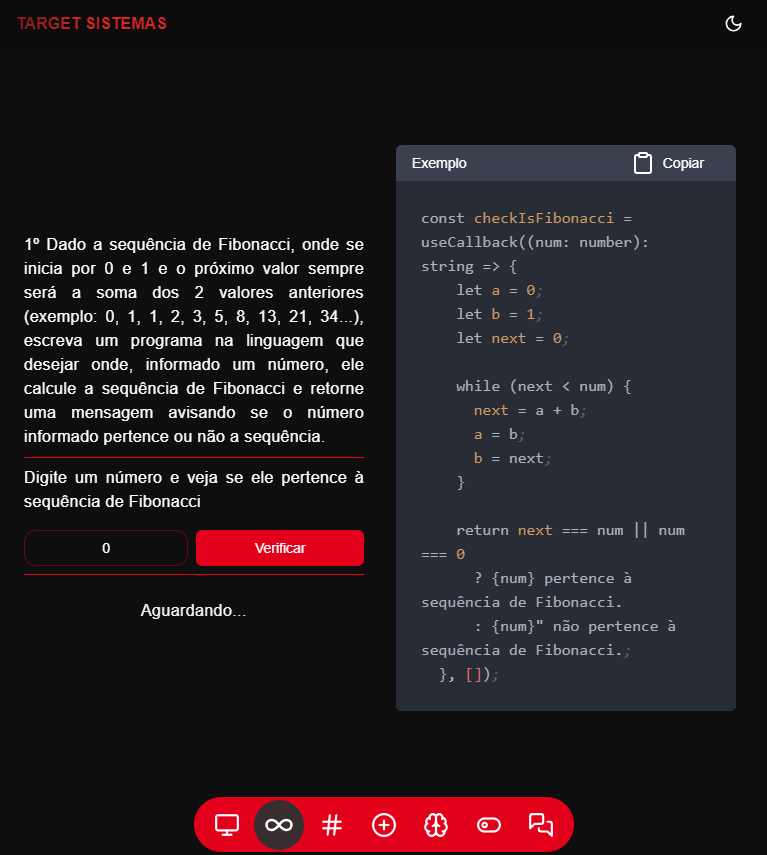 TARGET SISTEMAS
1º Dado a sequência de Fibonacci, onde se
inicia por 0 e 1 e o próximo valor sempre
será a soma dos 2 valores anteriores
(exemplo: 0, 1, 1, 2, 3, 5, 8, 13, 21, 34...),
escreva um programa na linguagem que
desejar onde, informado um número, ele
calcule a sequência de Fibonacci e retorne
uma mensagem avisando se o número
informado pertence ou não a sequência.
Digite um número e veja se ele pertence à
sequência de Fibonacci
0
Verificar
Aguardando...
Exemplo
Copiar
const checkIsFibonacci =
useCallback((num: number):
string => {
    let a = 0;
    let b = 1;
    let next = 0;
    while (next < num) {
      next = a + b;
      a = b;
      b = next;
    }
    return next === num || num
=== 0
      ? {num} pertence à
sequência de Fibonacci.
      : {num}" não pertence à
sequência de Fibonacci.;
  }, []);